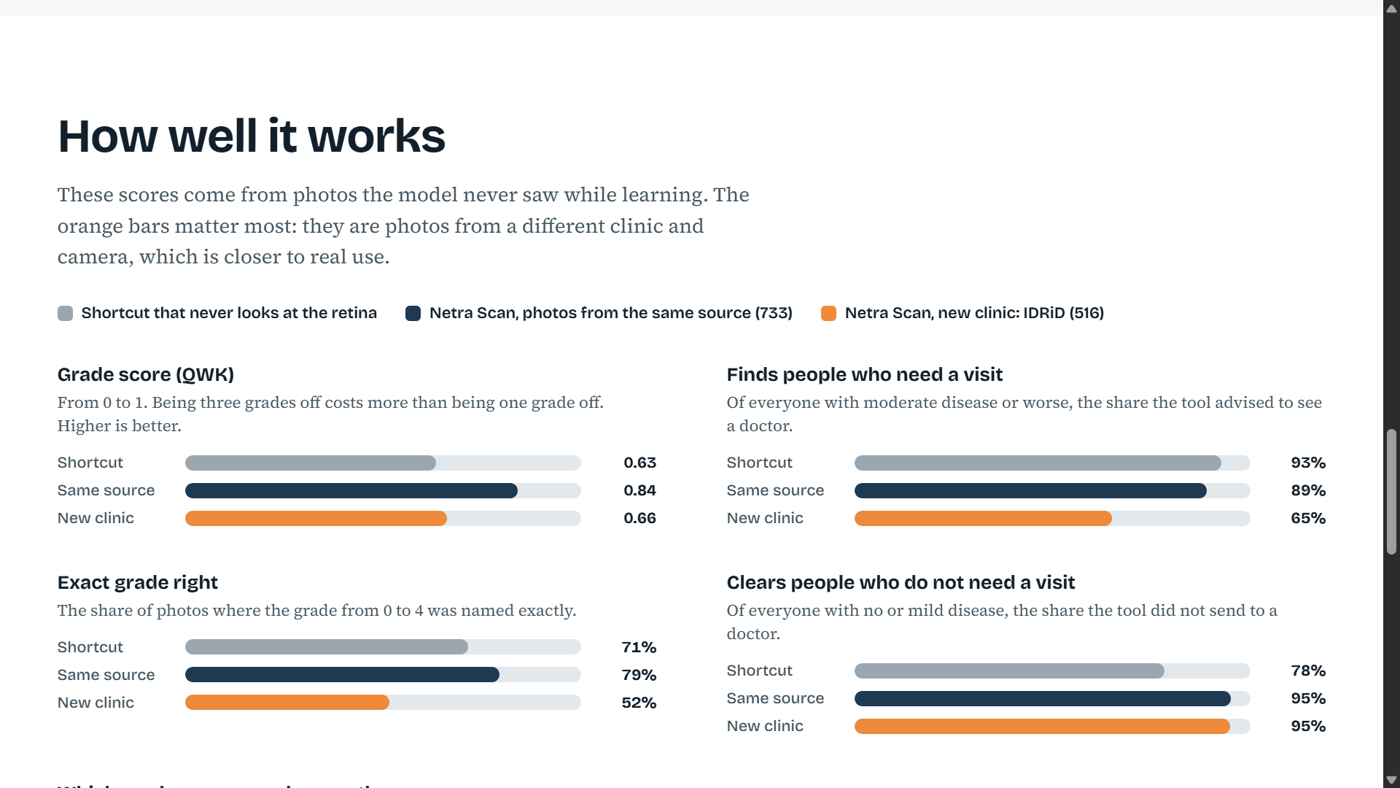 How well it works
These scores come from photos the model never saw while learning. The
orange bars matter most: they are photos from a different clinic and
camera, which is closer to real use.
Shortcut that never looks at the retina
Netra Scan, photos from the same source (733)
Netra Scan, new clinic: IDRiD (516)
Grade score (QWK)
From 0 to 1. Being three grades off costs more than being one grade off.
Higher is better.
Shortcut 0.63
Same source 0.84
New clinic 0.66
Finds people who need a visit
Of everyone with moderate disease or worse, the share the tool advised to see
a doctor.
Shortcut 93%
Same source 89%
New clinic 65%
Exact grade right
The share of photos where the grade from 0 to 4 was named exactly.
Shortcut 71%
Same source 79%
New clinic 52%
Clears people who do not need a visit
Of everyone with no or mild disease, the share the tool did not send to a
doctor.
Shortcut 78%
Same source 95%
New clinic 95%